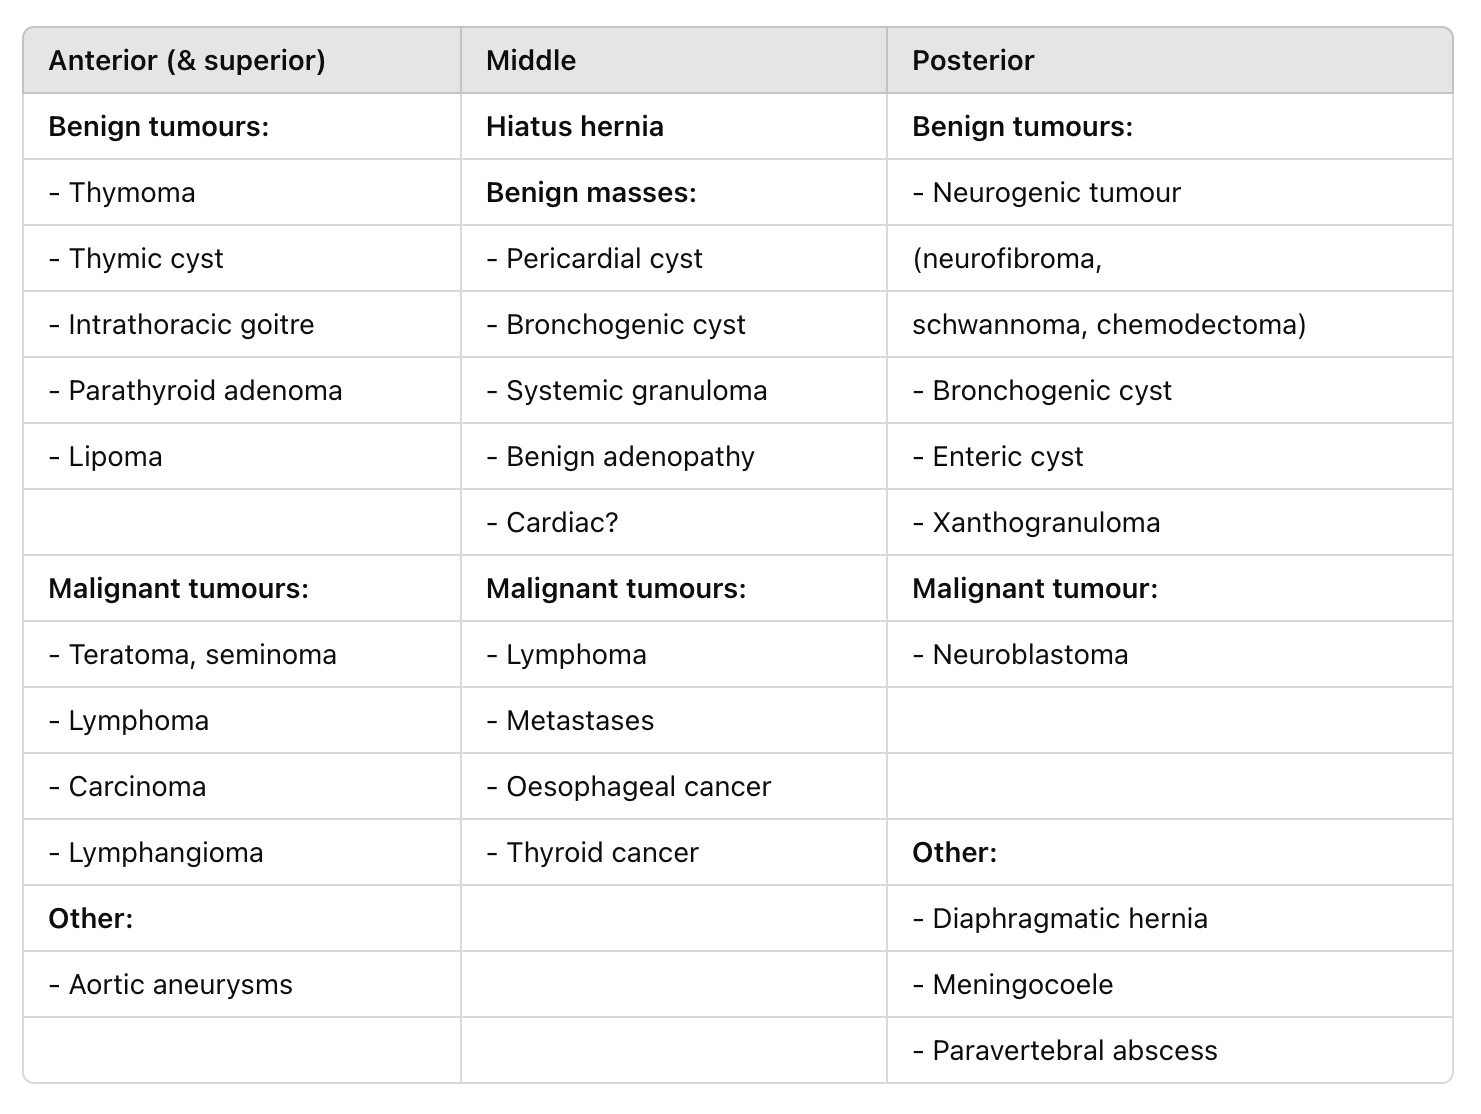 Anterior (& superior) Middle Posterior
Benign tumours: Hiatus hernia Benign tumours:
- Thymoma Benign masses: - Neurogenic tumour
- Thymic cyst - Pericardial cyst (neurofibroma,
- Intrathoracic goitre - Bronchogenic cyst schwannoma, chemodectoma)
- Parathyroid adenoma - Systemic granuloma - Bronchogenic cyst
- Lipoma - Benign adenopathy - Enteric cyst
- Cardiac? - Xanthogranuloma
Malignant tumours: Malignant tumours: Malignant tumour:
- Teratoma, seminoma - Lymphoma - Neuroblastoma
- Lymphoma - Metastases
- Carcinoma - Oesophageal cancer
- Lymphangioma - Thyroid cancer Other:
Other: - Diaphragmatic hernia
- Aortic aneurysms - Meningocoele
- Paravertebral abscess